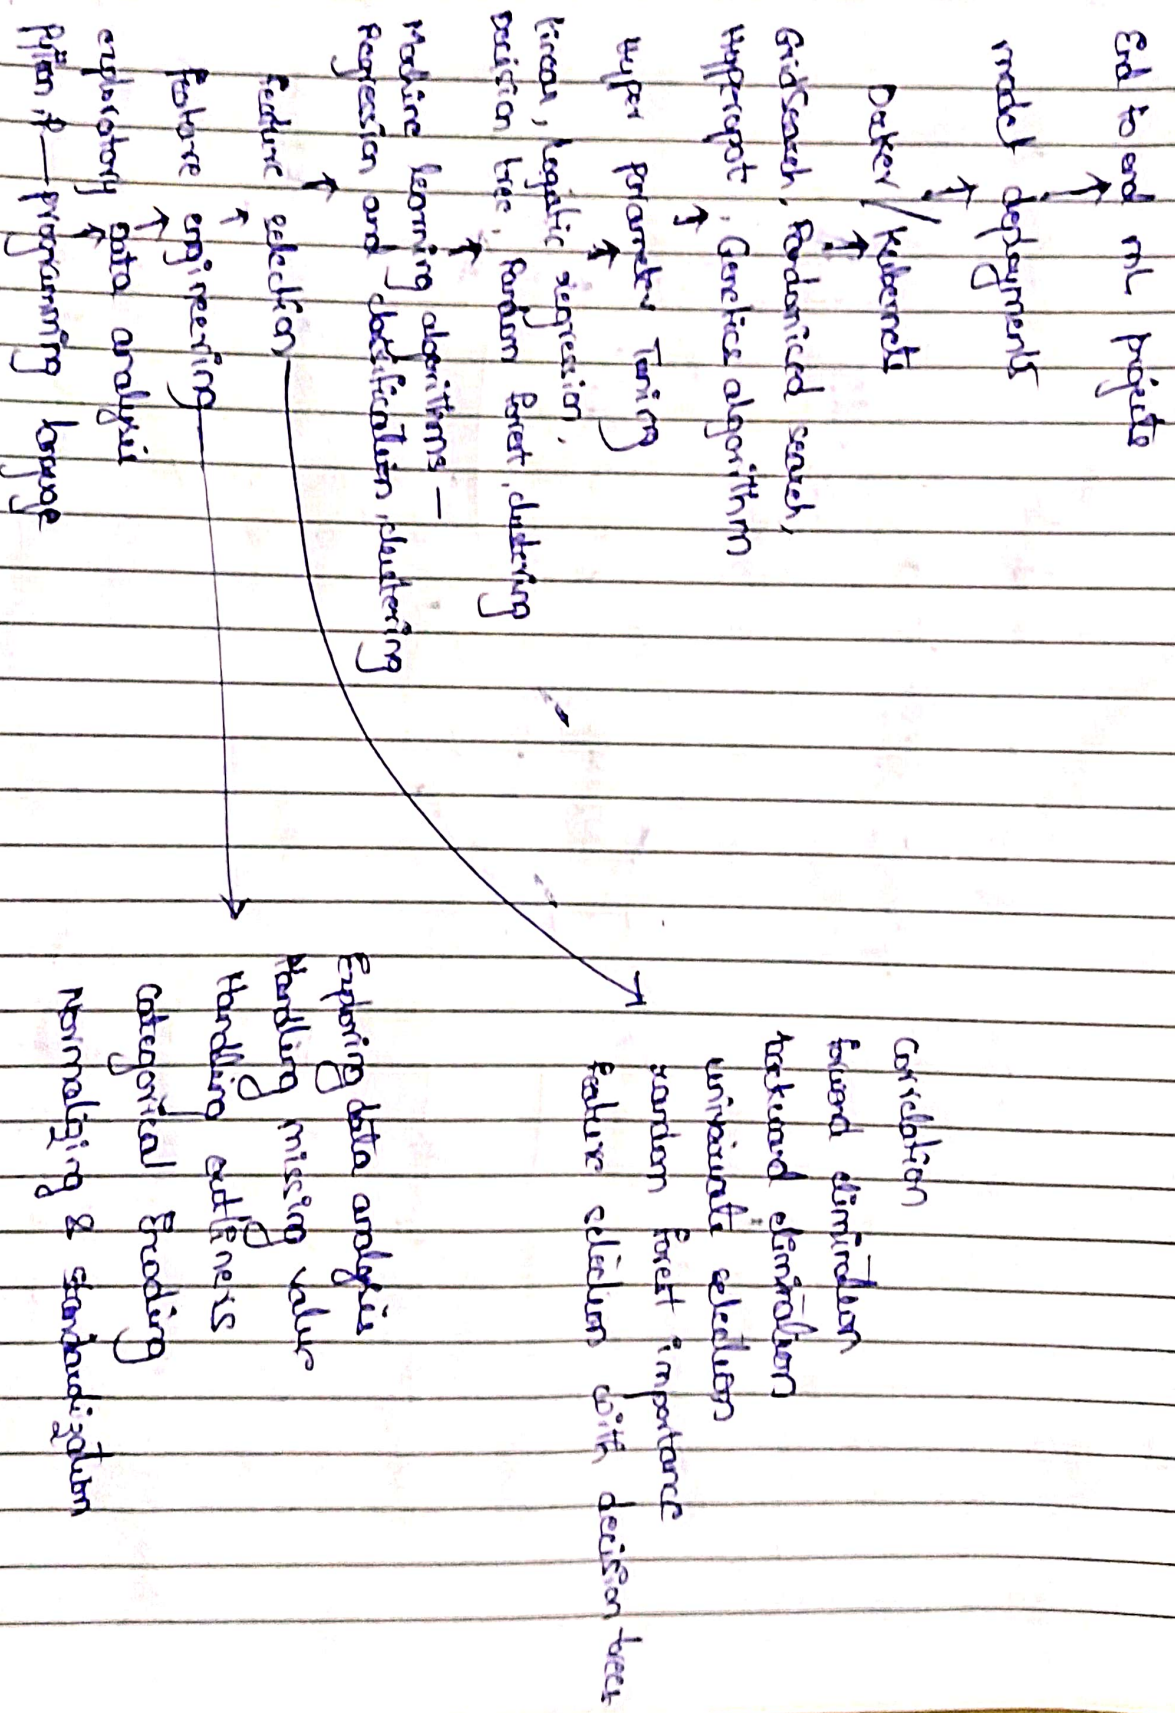 End to end ML projects
model deployments
Docker / Kubernets
GridSearch, Randomized search,
Hyperopt, Genetics algorithm
Hyper parameter Tuning
Linear, Logistic regression,
Decision tree, Random forest, clustering
Machine learning algorithms —
Regression and classification, clustering
feature selection
feature engineering
exploratory data analysis
programming
Correlation
forward elimination
backward elimination
univariate selection
random forest importance
feature selection with decision trees
Exploring data analysis
Handling missing value
Handling outliners
Categorical Encoding
Normalizing & standardization